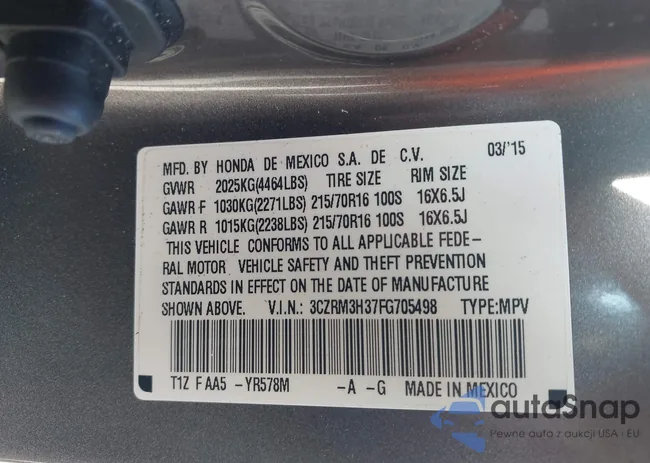 MFD. BY HONDA DE MEXICO S.A. DE C.V. 03/'15
GVWR 2025KG(4464LBS) TIRE SIZE RIM SIZE
GAWR F 1030KG(2271LBS) 215/70R16 100S 16X6.5J
GAWR R 1015KG(2238LBS) 215/70R16 100S 16X6.5J
THIS VEHICLE CONFORMS TO ALL APPLICABLE FEDE-
RAL MOTOR VEHICLE SAFETY AND THEFT PREVENTION
STANDARDS IN EFFECT ON THE DATE OF MANUFACTURE
SHOWN ABOVE. V.I.N.: 3CZRM3H37FG705498 TYPE:MPV
T1Z F AA5 -YR578M -A -G MADE IN MEXICO
autoSnap
Pewne auto z aukcji USA i EU